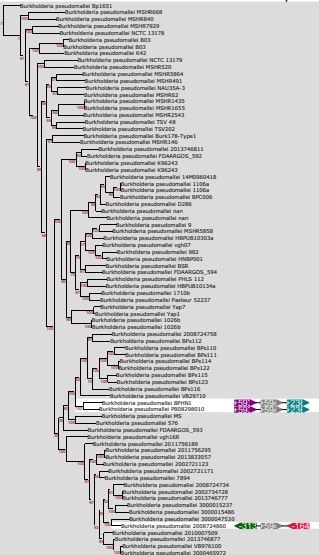 Burkholderia pseudomallei Bp1651
Burkholderia pseudomallei MSHR668
Burkholderia pseudomallei MSHR840
Burkholderia pseudomallei MSHR7929
Burkholderia pseudomallei NCTC 13178
Burkholderia pseudomallei B03
Burkholderia pseudomallei B03
Burkholderia pseudomallei K42
Burkholderia pseudomallei NCTC 13179
Burkholderia pseudomallei MSHR520
Burkholderia pseudomallei MSHR5864
Burkholderia pseudomallei MSHR491
Burkholderia pseudomallei NAU35A-3
Burkholderia pseudomallei MSHR62
Burkholderia pseudomallei MSHR1435
Burkholderia pseudomallei MSHR1655
Burkholderia pseudomallei MSHR2543
Burkholderia pseudomallei TSV 48
Burkholderia pseudomallei TSV202
Burkholderia pseudomallei Burk178-Type1
Burkholderia pseudomallei MSHR146
Burkholderia pseudomallei 2013746811
Burkholderia pseudomallei FDAARGOS_592
Burkholderia pseudomallei K96243
Burkholderia pseudomallei K96243
Burkholderia pseudomallei 14M0960418
Burkholderia pseudomallei 1106a
Burkholderia pseudomallei 1106a
Burkholderia pseudomallei BPC006
Burkholderia pseudomallei D286
Burkholderia pseudomallei nan
Burkholderia pseudomallei nan
Burkholderia pseudomallei 9
Burkholderia pseudomallei MSHR5858
Burkholderia pseudomallei HBPUB10303a
Burkholderia pseudomallei vgh07
Burkholderia pseudomallei 982
Burkholderia pseudomallei HNBP001
Burkholderia pseudomallei BSR
Burkholderia pseudomallei FDAARGOS_594
Burkholderia pseudomallei PHLS 112
Burkholderia pseudomallei HBPUB10134a
Burkholderia pseudomallei 1710b
Burkholderia pseudomallei Pasteur 52237
Burkholderia pseudomallei Yap7
Burkholderia pseudomallei Yap1
Burkholderia pseudomallei 1026b
Burkholderia pseudomallei 1026b
Burkholderia pseudomallei 2008724758
Burkholderia pseudomallei BPs112
Burkholderia pseudomallei BPs110
Burkholderia pseudomallei BPs111
Burkholderia pseudomallei BPs114
Burkholderia pseudomallei BPs122
Burkholderia pseudomallei BPs115
Burkholderia pseudomallei BPs123
Burkholderia pseudomallei BPs116
Burkholderia pseudomallei VB29710
Burkholderia pseudomallei BPHN1
Burkholderia pseudomallei PB08298010
Burkholderia pseudomallei MS
Burkholderia pseudomallei 576
Burkholderia pseudomallei FDAARGOS_593
Burkholderia pseudomallei vgh16R
Burkholderia pseudomallei 2011756189
Burkholderia pseudomallei 2011756295
Burkholderia pseudomallei 2013833057
Burkholderia pseudomallei 2002721123
Burkholderia pseudomallei 2002721171
Burkholderia pseudomallei 7894
Burkholderia pseudomallei 2008724734
Burkholderia pseudomallei 2002734728
Burkholderia pseudomallei 2013746777
Burkholderia pseudomallei 3000015237
Burkholderia pseudomallei 3000015486
Burkholderia pseudomallei 3000047530
Burkholderia pseudomallei 2008724860
Burkholderia pseudomallei 2010007509
Burkholderia pseudomallei 2013746877
Burkholderia pseudomallei VB976100
Burkholderia pseudomallei 3000465972